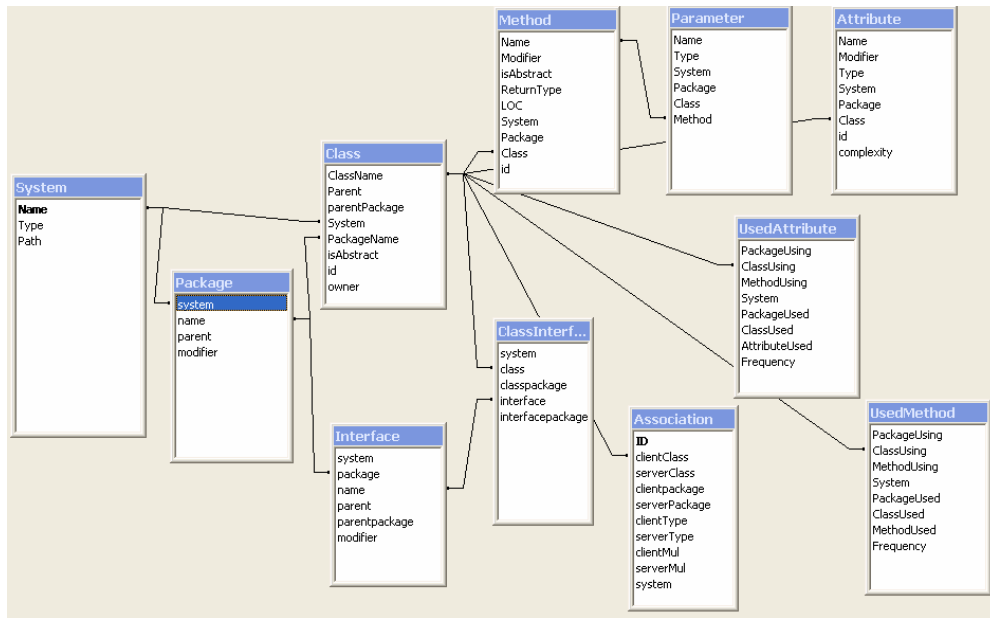 System
Name
Type
Path
Package
system
name
parent
modifier
Class
ClassName
Parent
parentPackage
System
PackageName
isAbstract
id
owner
Interface
system
package
name
parent
parentpackage
modifier
Method
Name
Modifier
isAbstract
ReturnType
LOC
System
Package
Class
id
Parameter
Name
Type
System
Package
Class
Method
Attribute
Name
Modifier
Type
System
Package
Class
id
complexity
ClassInterf...
system
class
classpackage
interface
interfacepackage
Association
ID
clientClass
serverClass
clientpackage
serverPackage
clientType
serverType
clientMul
serverMul
system
UsedAttribute
PackageUsing
ClassUsing
MethodUsing
System
PackageUsed
ClassUsed
AttributeUsed
Frequency
UsedMethod
PackageUsing
ClassUsing
MethodUsing
System
PackageUsed
ClassUsed
MethodUsed
Frequency